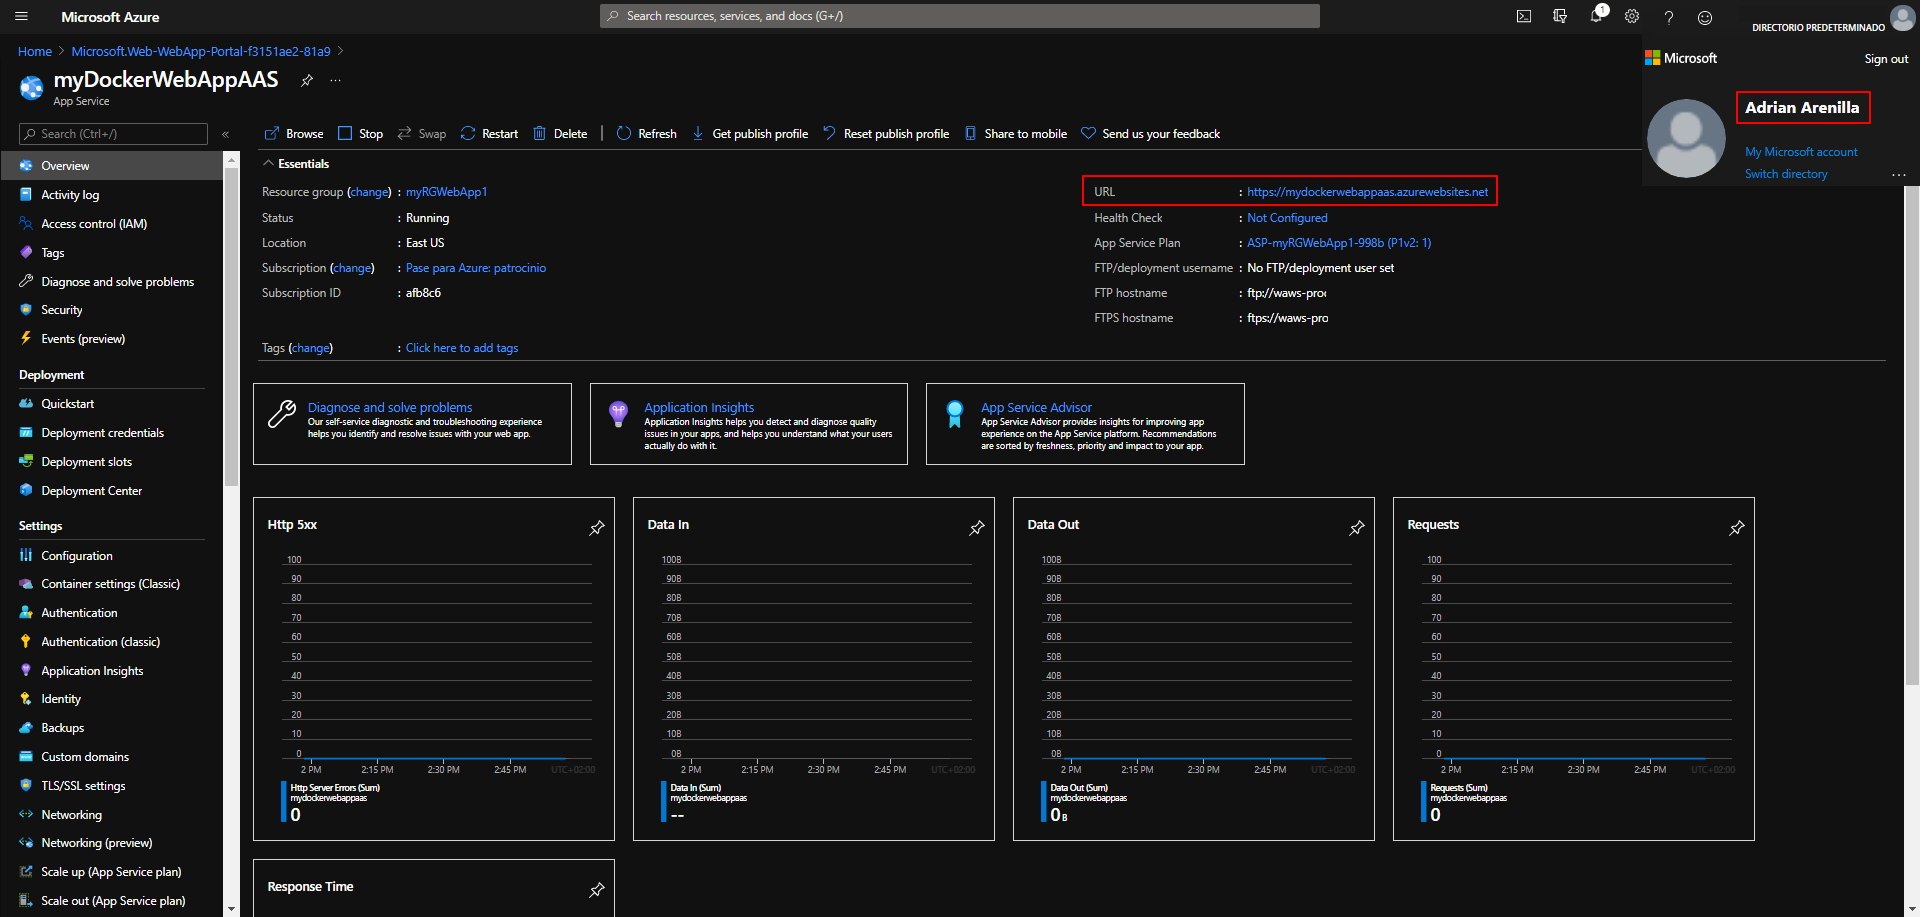 Microsoft Azure
Search resources, services, and docs (G+/)
1
DIRECTORIO PREDETERMINADO
Home > Microsoft.Web-WebApp-Portal-f3151ae2-81a9 >
myDockerWebAppAAS
...
App Service
Microsoft
Sign out
Adrian Arenilla
My Microsoft account
Switch directory
...
Search (Ctrl+/)
«
Overview
Activity log
Access control (IAM)
Tags
Diagnose and solve problems
Security
Events (preview)
Deployment
Quickstart
Deployment credentials
Deployment slots
Deployment Center
Settings
Configuration
Container settings (Classic)
Authentication
Authentication (classic)
Application Insights
Identity
Backups
Custom domains
TLS/SSL settings
Networking
Networking (preview)
Scale up (App Service plan)
Scale out (App Service plan)
Browse Stop Swap Restart Delete Refresh Get publish profile Reset publish profile Share to mobile Send us your feedback
Essentials
Resource group (change) : myRGWebApp1
Status : Running
Location : East US
Subscription (change) : Pase para Azure: patrocinio
Subscription ID : afb8c6
Tags (change) : Click here to add tags
URL : https://mydockerwebappaas.azurewebsites.net
Health Check : Not Configured
App Service Plan : ASP-myRGWebApp1-998b (P1v2: 1)
FTP/deployment username : No FTP/deployment user set
FTP hostname : ftp://waws-prod
FTPS hostname : ftps://waws-pro
Diagnose and solve problems
Our self-service diagnostic and troubleshooting experience
helps you identify and resolve issues with your web app.
Application Insights
Application Insights helps you detect and diagnose quality
issues in your apps, and helps you understand what your users
actually do with it.
App Service Advisor
App Service Advisor provides insights for improving app
experience on the App Service platform. Recommendations
are sorted by freshness, priority and impact to your app.
Http 5xx
100
90
80
70
60
50
40
30
20
10
0
2 PM 2:15 PM 2:30 PM 2:45 PM UTC+02:00
Http Server Errors (Sum)
mydockerwebappaas
0
Data In
100B
90B
80B
70B
60B
50B
40B
30B
20B
10B
0B
2 PM 2:15 PM 2:30 PM 2:45 PM UTC+02:00
Data In (Sum)
mydockerwebappaas
--
Data Out
100B
90B
80B
70B
60B
50B
40B
30B
20B
10B
0B
2 PM 2:15 PM 2:30 PM 2:45 PM UTC+02:00
Data Out (Sum)
mydockerwebappaas
0 B
Requests
100
90
80
70
60
50
40
30
20
10
0
2 PM 2:15 PM 2:30 PM 2:45 PM UTC+02:00
Requests (Sum)
mydockerwebappaas
0
Response Time